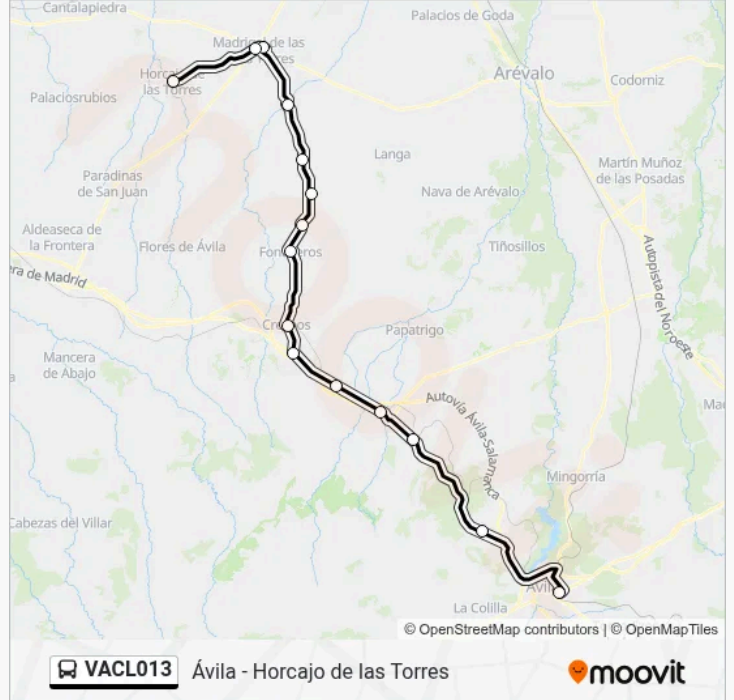 Cantalapiedra
Palacios de Goda
Madrigal de las
Torres
Arévalo
Horcajo de
las Torres
Codorniz
Palaciosrubios
Langa
Martín Muñoz
de las Posadas
Paradinas
de San Juan
Nava de Arévalo
Aldeaseca de
la Frontera
Flores de Ávila
Fontiveros
Tiñosillos
era de Madrid
Autopista del Noroeste
Crespos
Papatrigo
Mancera
de Abajo
Autovía Ávila-Salamanca
Mingorría
Cabezas del Villar
Ávila
La Colilla
© OpenStreetMap contributors | © OpenMapTiles
VACL013 Ávila - Horcajo de las Torres
moovit